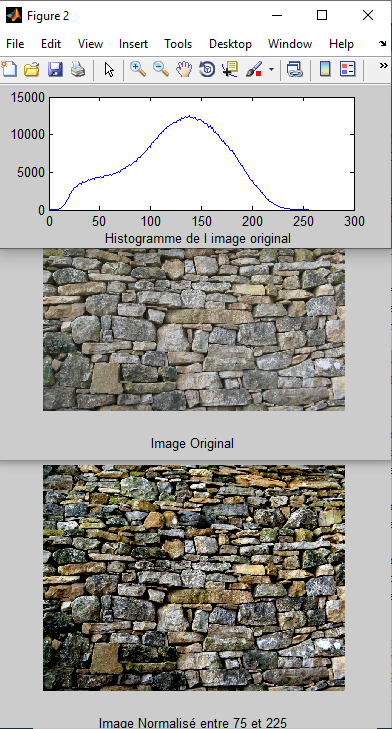 Figure 2
File Edit View Insert Tools Desktop Window Help
15000
10000
5000
0
0 50 100 150 200 250 300
Histogramme de l image original
Image Original
Image Normalisé entre 75 et 225